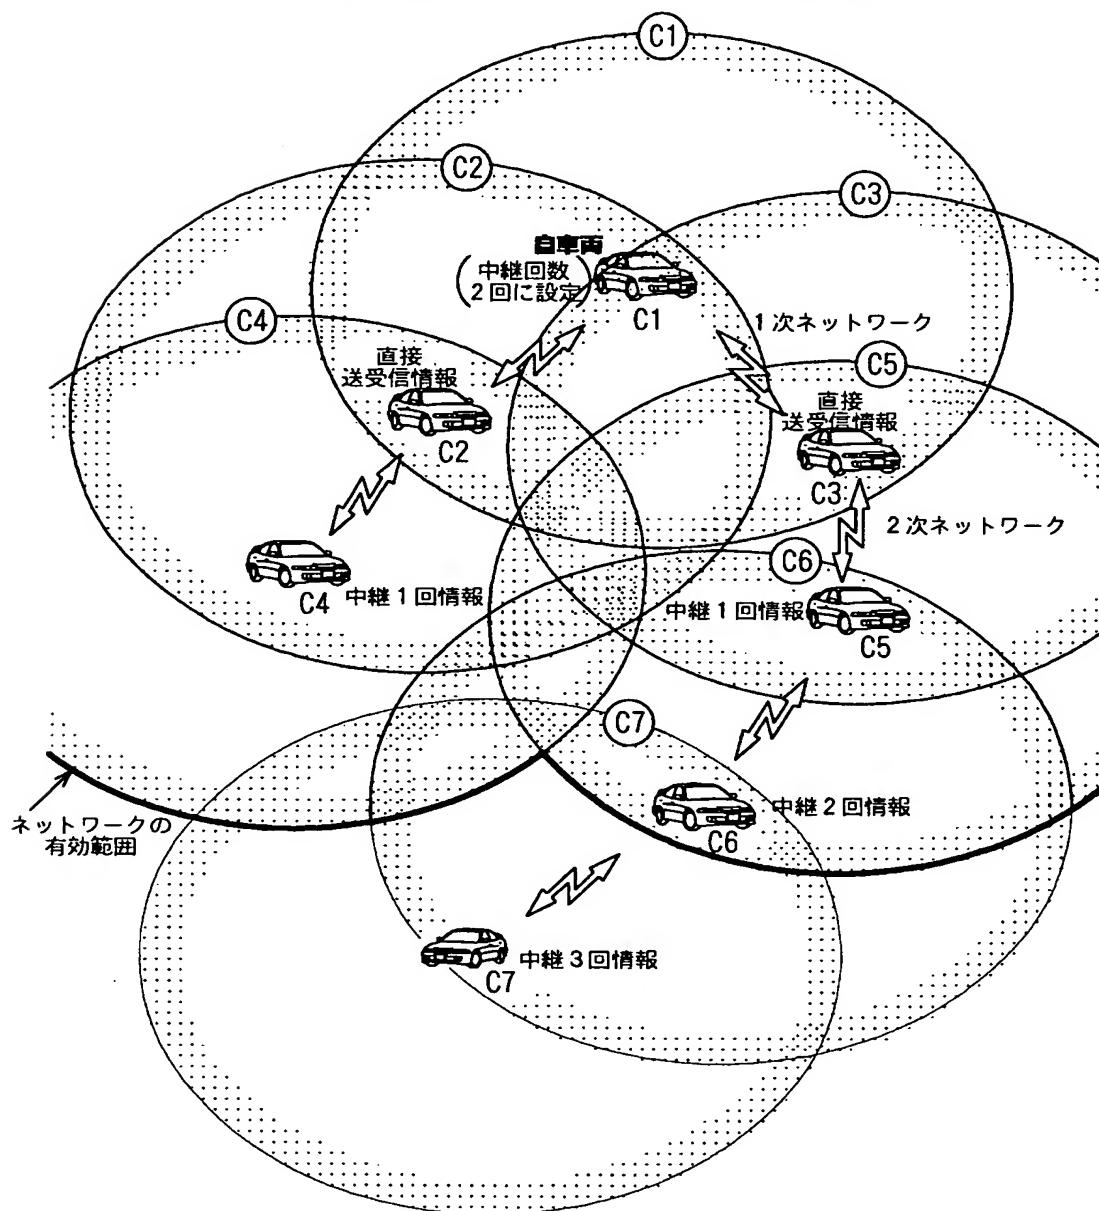 C1
C2
C3
自車両
中継回数
2回に設定
C1
C4
1次ネットワーク
直接
送受信情報
C5
直接
送受信情報
C2
C3
2次ネットワーク
C6
C4
中継1回情報
中継1回情報
C5
C7
中継2回情報
C6
ネットワークの
有効範囲
中継3回情報
C7